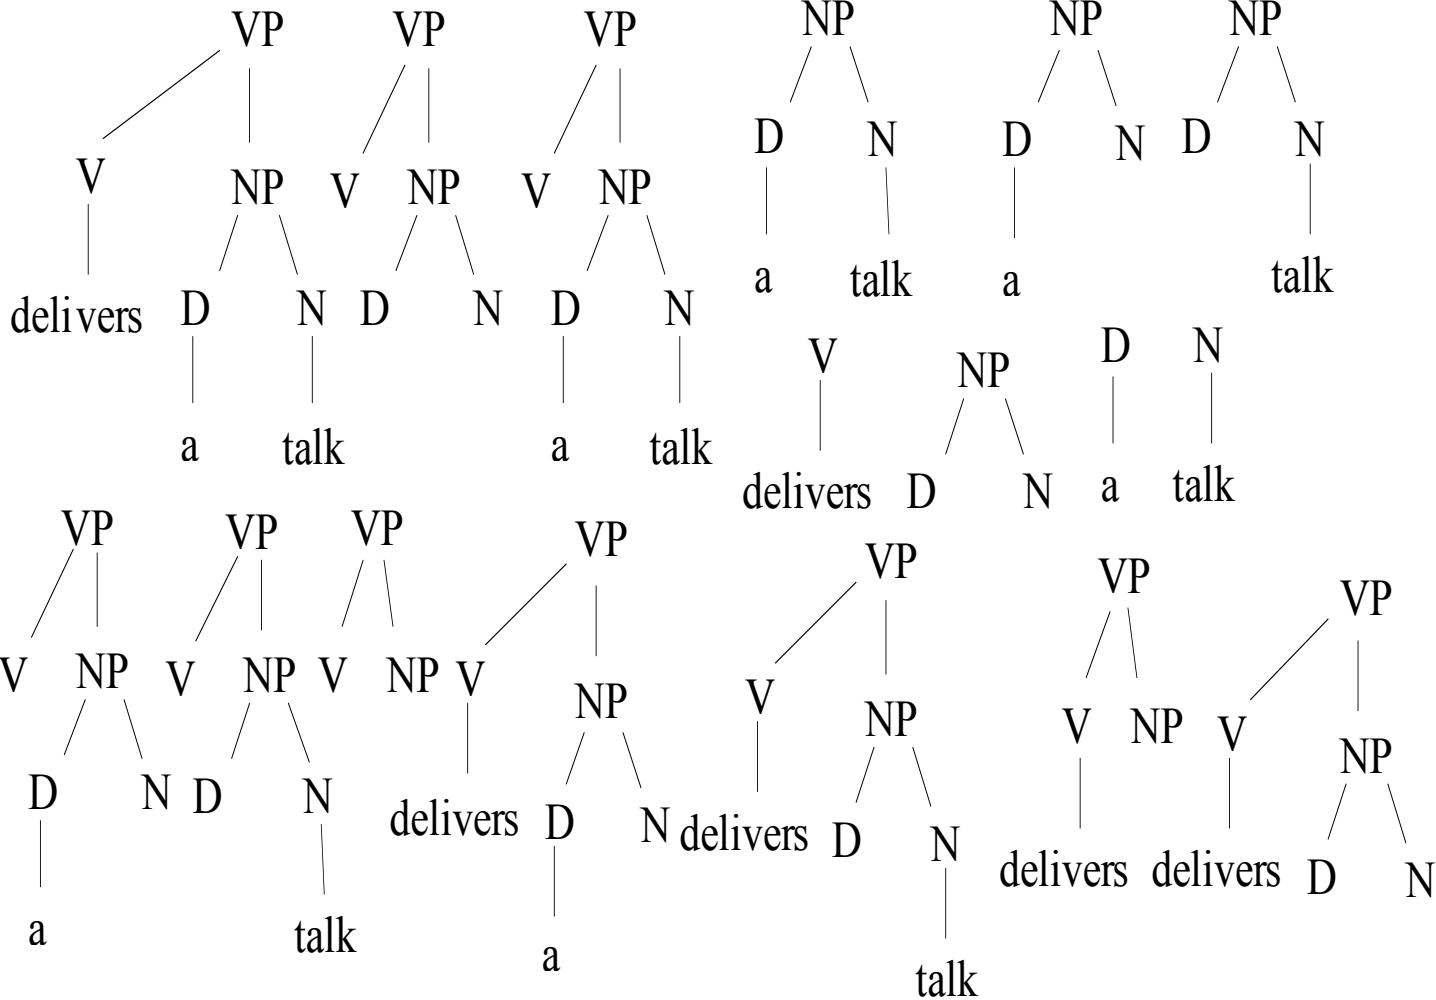 VP VP VP NP NP NP
V NP V NP V NP D N D N D N
delivers D N D N D N a talk a talk
a talk a talk
V NP D N
delivers D N a talk
VP VP VP VP VP VP VP
V NP V NP V NP V NP V NP V NP V NP
D N D N delivers D N delivers D N delivers delivers D N
a talk a talk